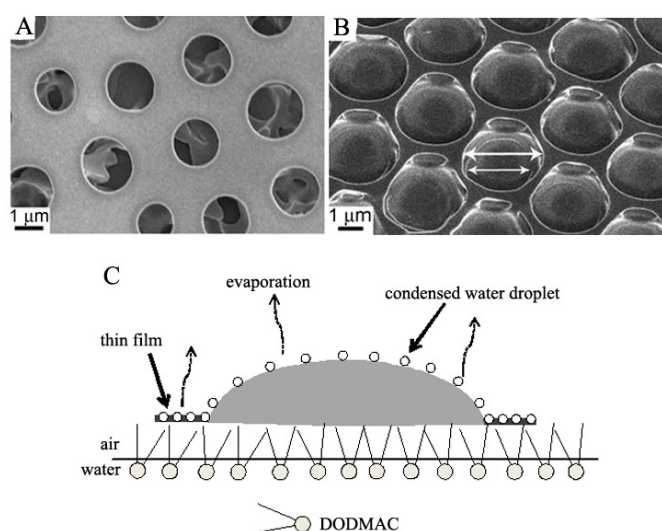 A
B
1 μm
1 μm
C
evaporation
condensed water droplet
thin film
air
water
DODMAC